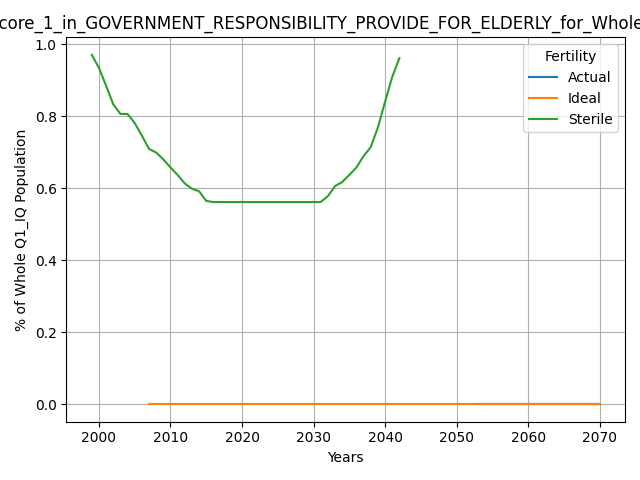 core_1_in_GOVERNMENT_RESPONSIBILITY_PROVIDE_FOR_ELDERLY_for_Whole
1.0
0.8
0.6
0.4
0.2
0.0
% of Whole Q1_IQ Population
Fertility
Actual
Ideal
Sterile
2000 2010 2020 2030 2040 2050 2060 2070
Years